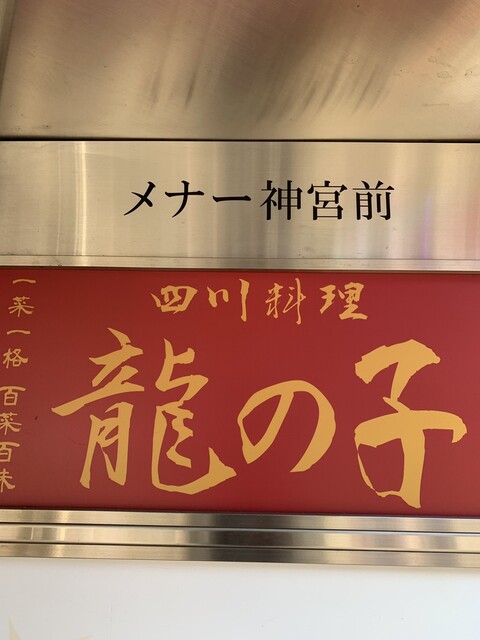 メナー神宮前
四川料理
龍の子
一菜一格 百菜百味